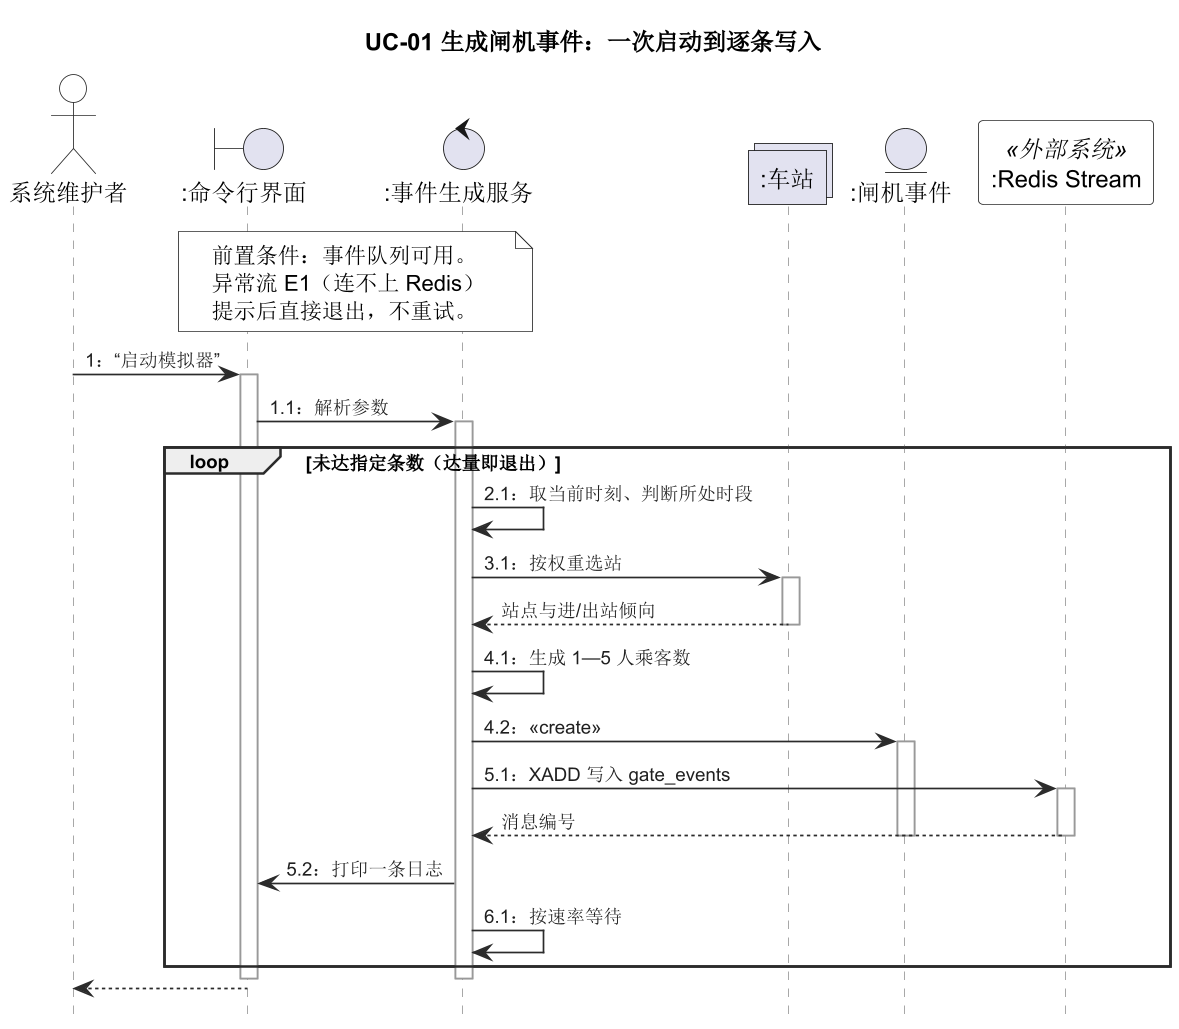 UC-01 生成闸机事件：一次启动到逐条写入
系统维护者
:命令行界面
:事件生成服务
:车站
:闸机事件
«外部系统»
:Redis Stream
前置条件：事件队列可用。
异常流 E1（连不上 Redis）
提示后直接退出，不重试。
1：“启动模拟器”
1.1：解析参数
loop
[未达指定条数（达量即退出）]
2.1：取当前时刻、判断所处时段
3.1：按权重选站
站点与进/出站倾向
4.1：生成 1—5 人乘客数
4.2：«create»
5.1：XADD 写入 gate_events
消息编号
5.2：打印一条日志
6.1：按速率等待